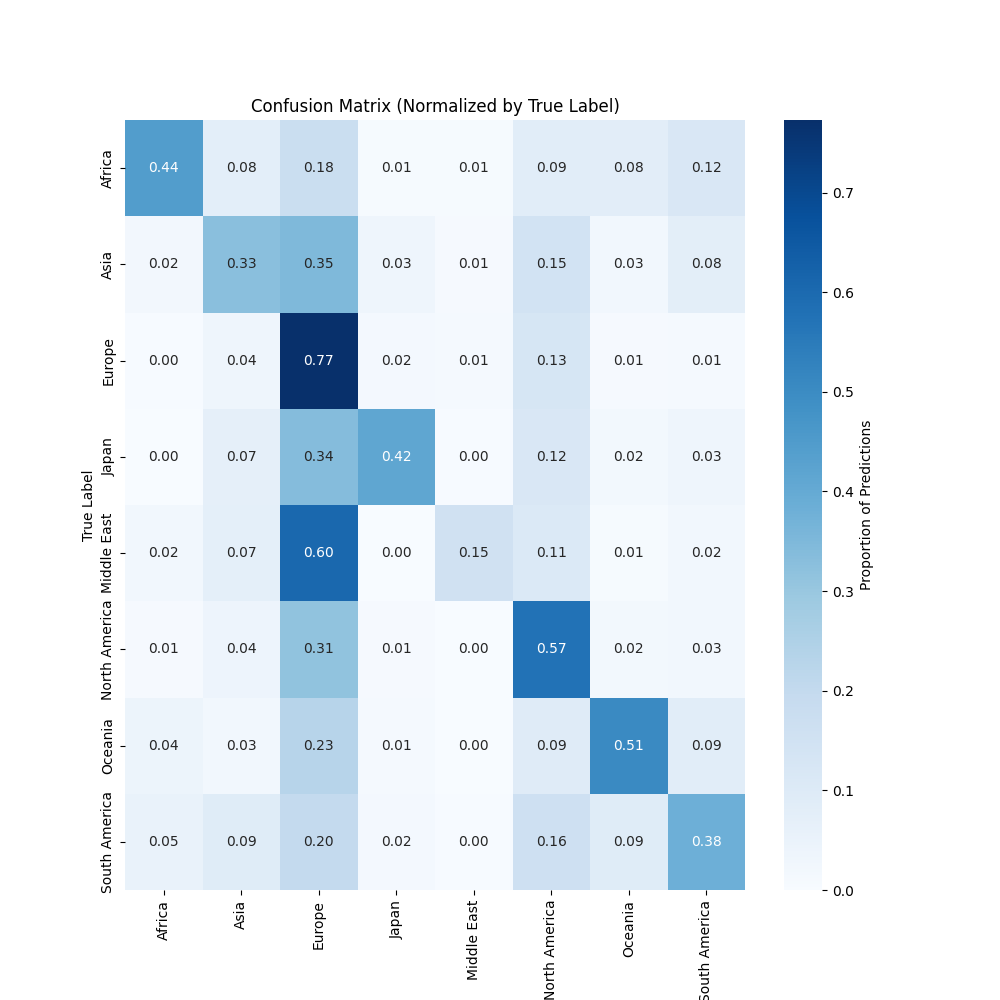 Confusion Matrix (Normalized by True Label)
True Label
Africa 0.44 0.08 0.18 0.01 0.01 0.09 0.08 0.12
Asia 0.02 0.33 0.35 0.03 0.01 0.15 0.03 0.08
Europe 0.00 0.04 0.77 0.02 0.01 0.13 0.01 0.01
Japan 0.00 0.07 0.34 0.42 0.00 0.12 0.02 0.03
Middle East 0.02 0.07 0.60 0.00 0.15 0.11 0.01 0.02
North America 0.01 0.04 0.31 0.01 0.00 0.57 0.02 0.03
Oceania 0.04 0.03 0.23 0.01 0.00 0.09 0.51 0.09
South America 0.05 0.09 0.20 0.02 0.00 0.16 0.09 0.38
Africa
Asia
Europe
Japan
Middle East
North America
Oceania
South America
0.7
0.6
0.5
0.4
0.3
0.2
0.1
0.0
Proportion of Predictions